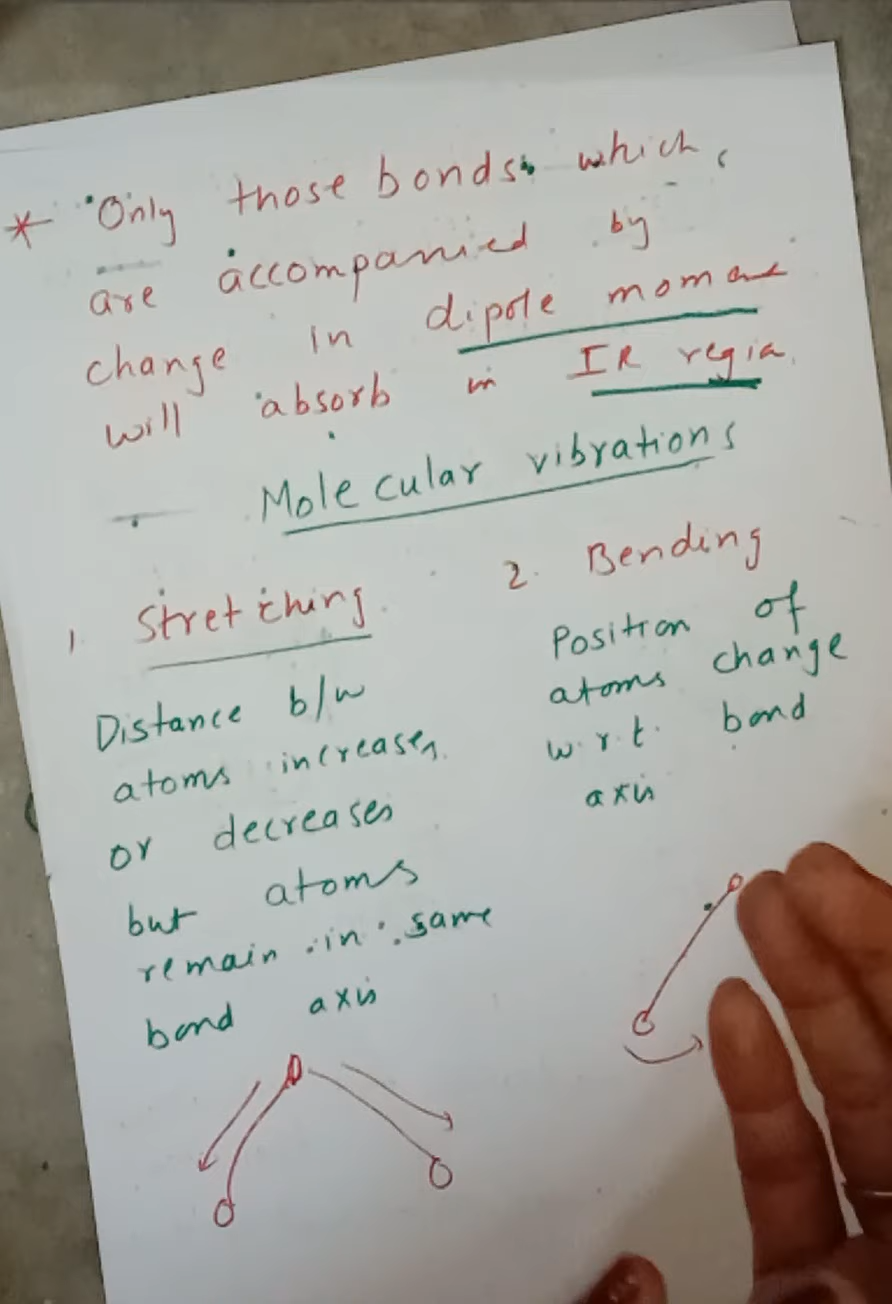 * Only those bonds which
are accompanied by
change in dipole moment
will absorb in IR region.
Molecular vibrations
1. Stretching
Distance b/w
atoms increases
or decreases
but atoms
remain in same
bond axis
2. Bending
Position of
atoms change
w.r.t. bond
axis